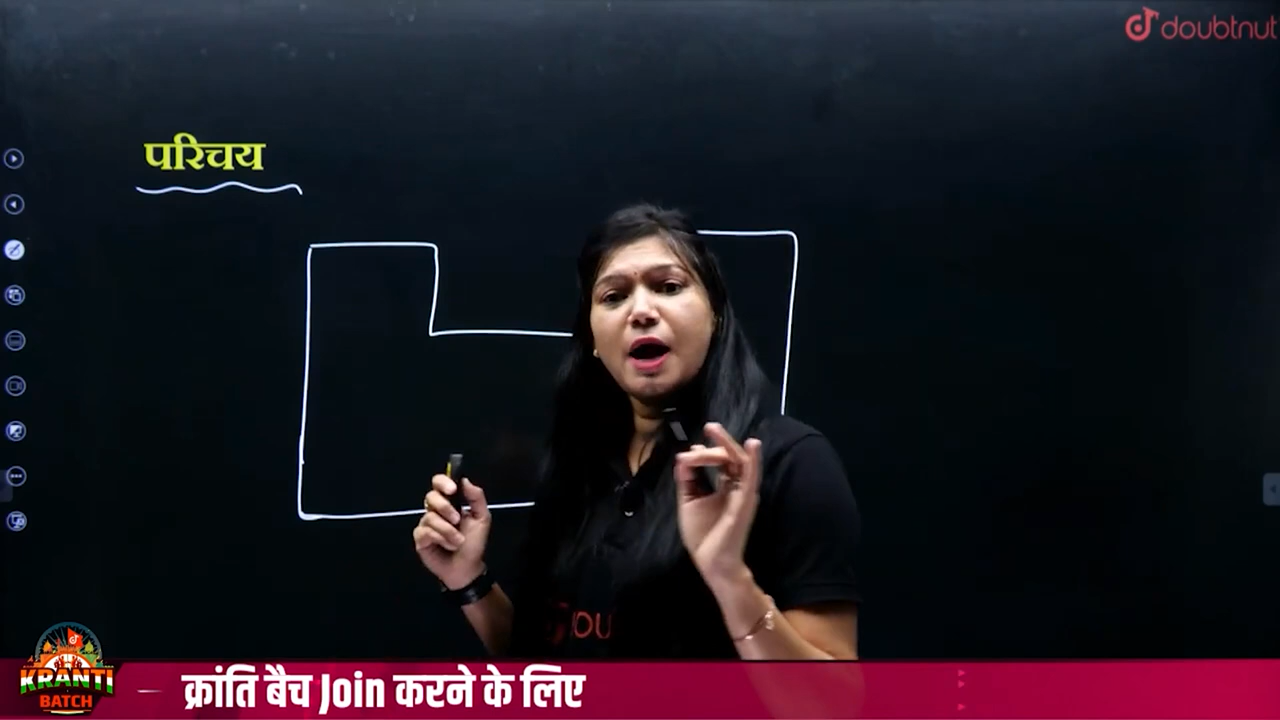 doubtnut
परिचय
KRANTI
BATCH
क्रांति बैच Join करने के लिए